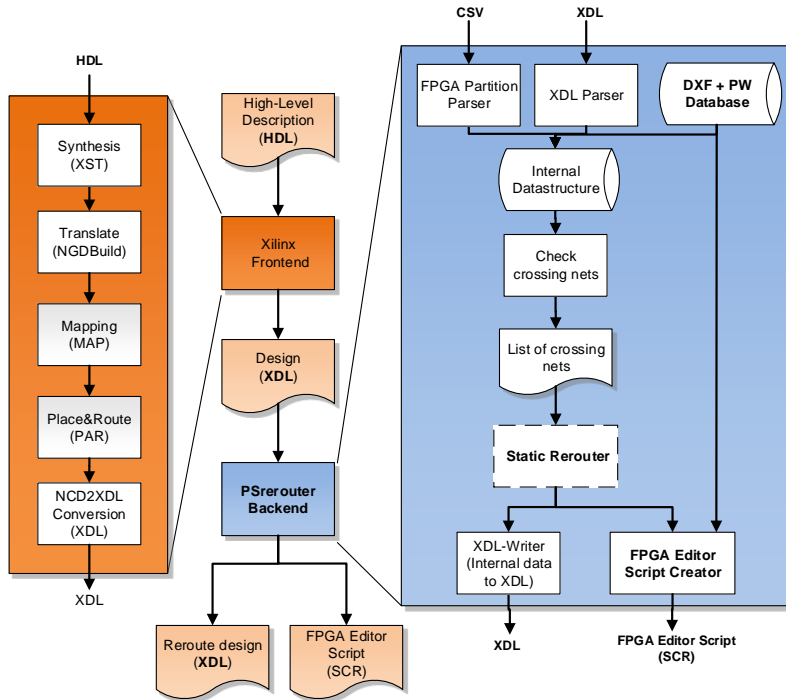 HDL
Synthesis
(XST)
Translate
(NGDBuild)
Mapping
(MAP)
Place&Route
(PAR)
NCD2XDL
Conversion
(XDL)
XDL
High-Level
Description
(HDL)
Xilinx
Frontend
Design
(XDL)
PSrerouter
Backend
Reroute design
(XDL)
FPGA Editor
Script
(SCR)
CSV
XDL
FPGA Partition
Parser
XDL Parser
DXF + PW
Database
Internal
Datastructure
Check
crossing nets
List of crossing
nets
Static Rerouter
XDL-Writer
(Internal data
to XDL)
FPGA Editor
Script Creator
XDL
FPGA Editor Script
(SCR)